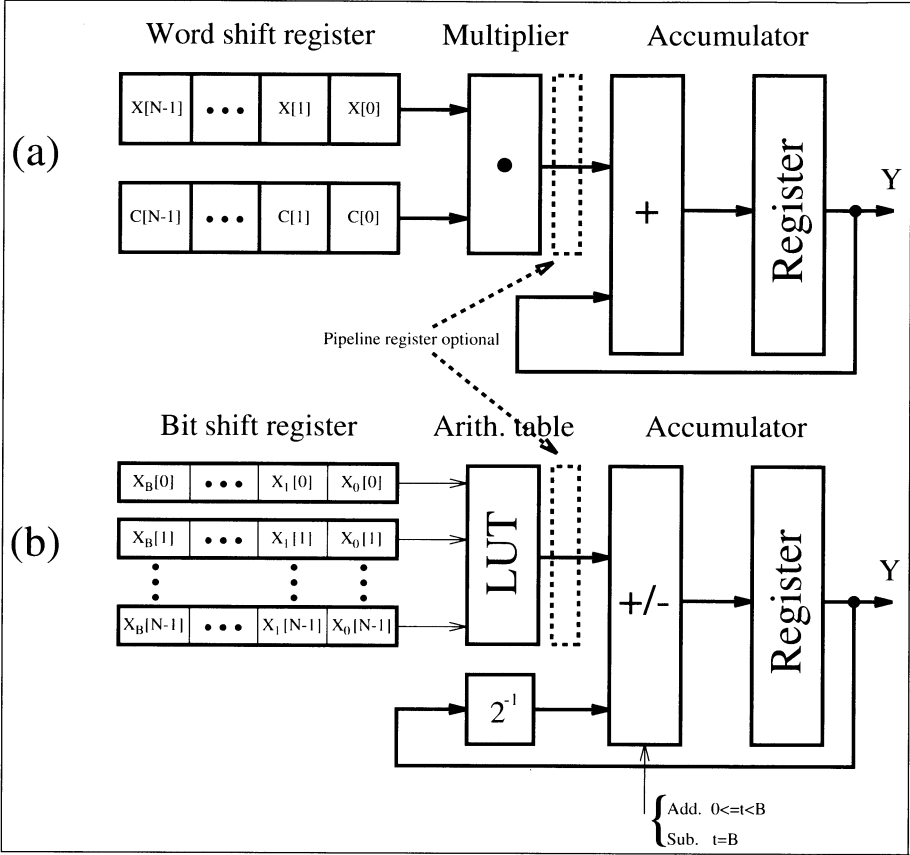 Word shift register Multiplier Accumulator
(a)
X[N-1] ••• X[1] X[0]
C[N-1] ••• C[1] C[0]
•
+
Register
Y
Pipeline register optional
Bit shift register Arith. table Accumulator
(b)
X_B[0] ••• X_1[0] X_0[0]
X_B[1] ••• X_1[1] X_0[1]
X_B[N-1] ••• X_1[N-1] X_0[N-1]
LUT
+/-
Register
Y
2^-1
Add. 0<=t<B
Sub. t=B